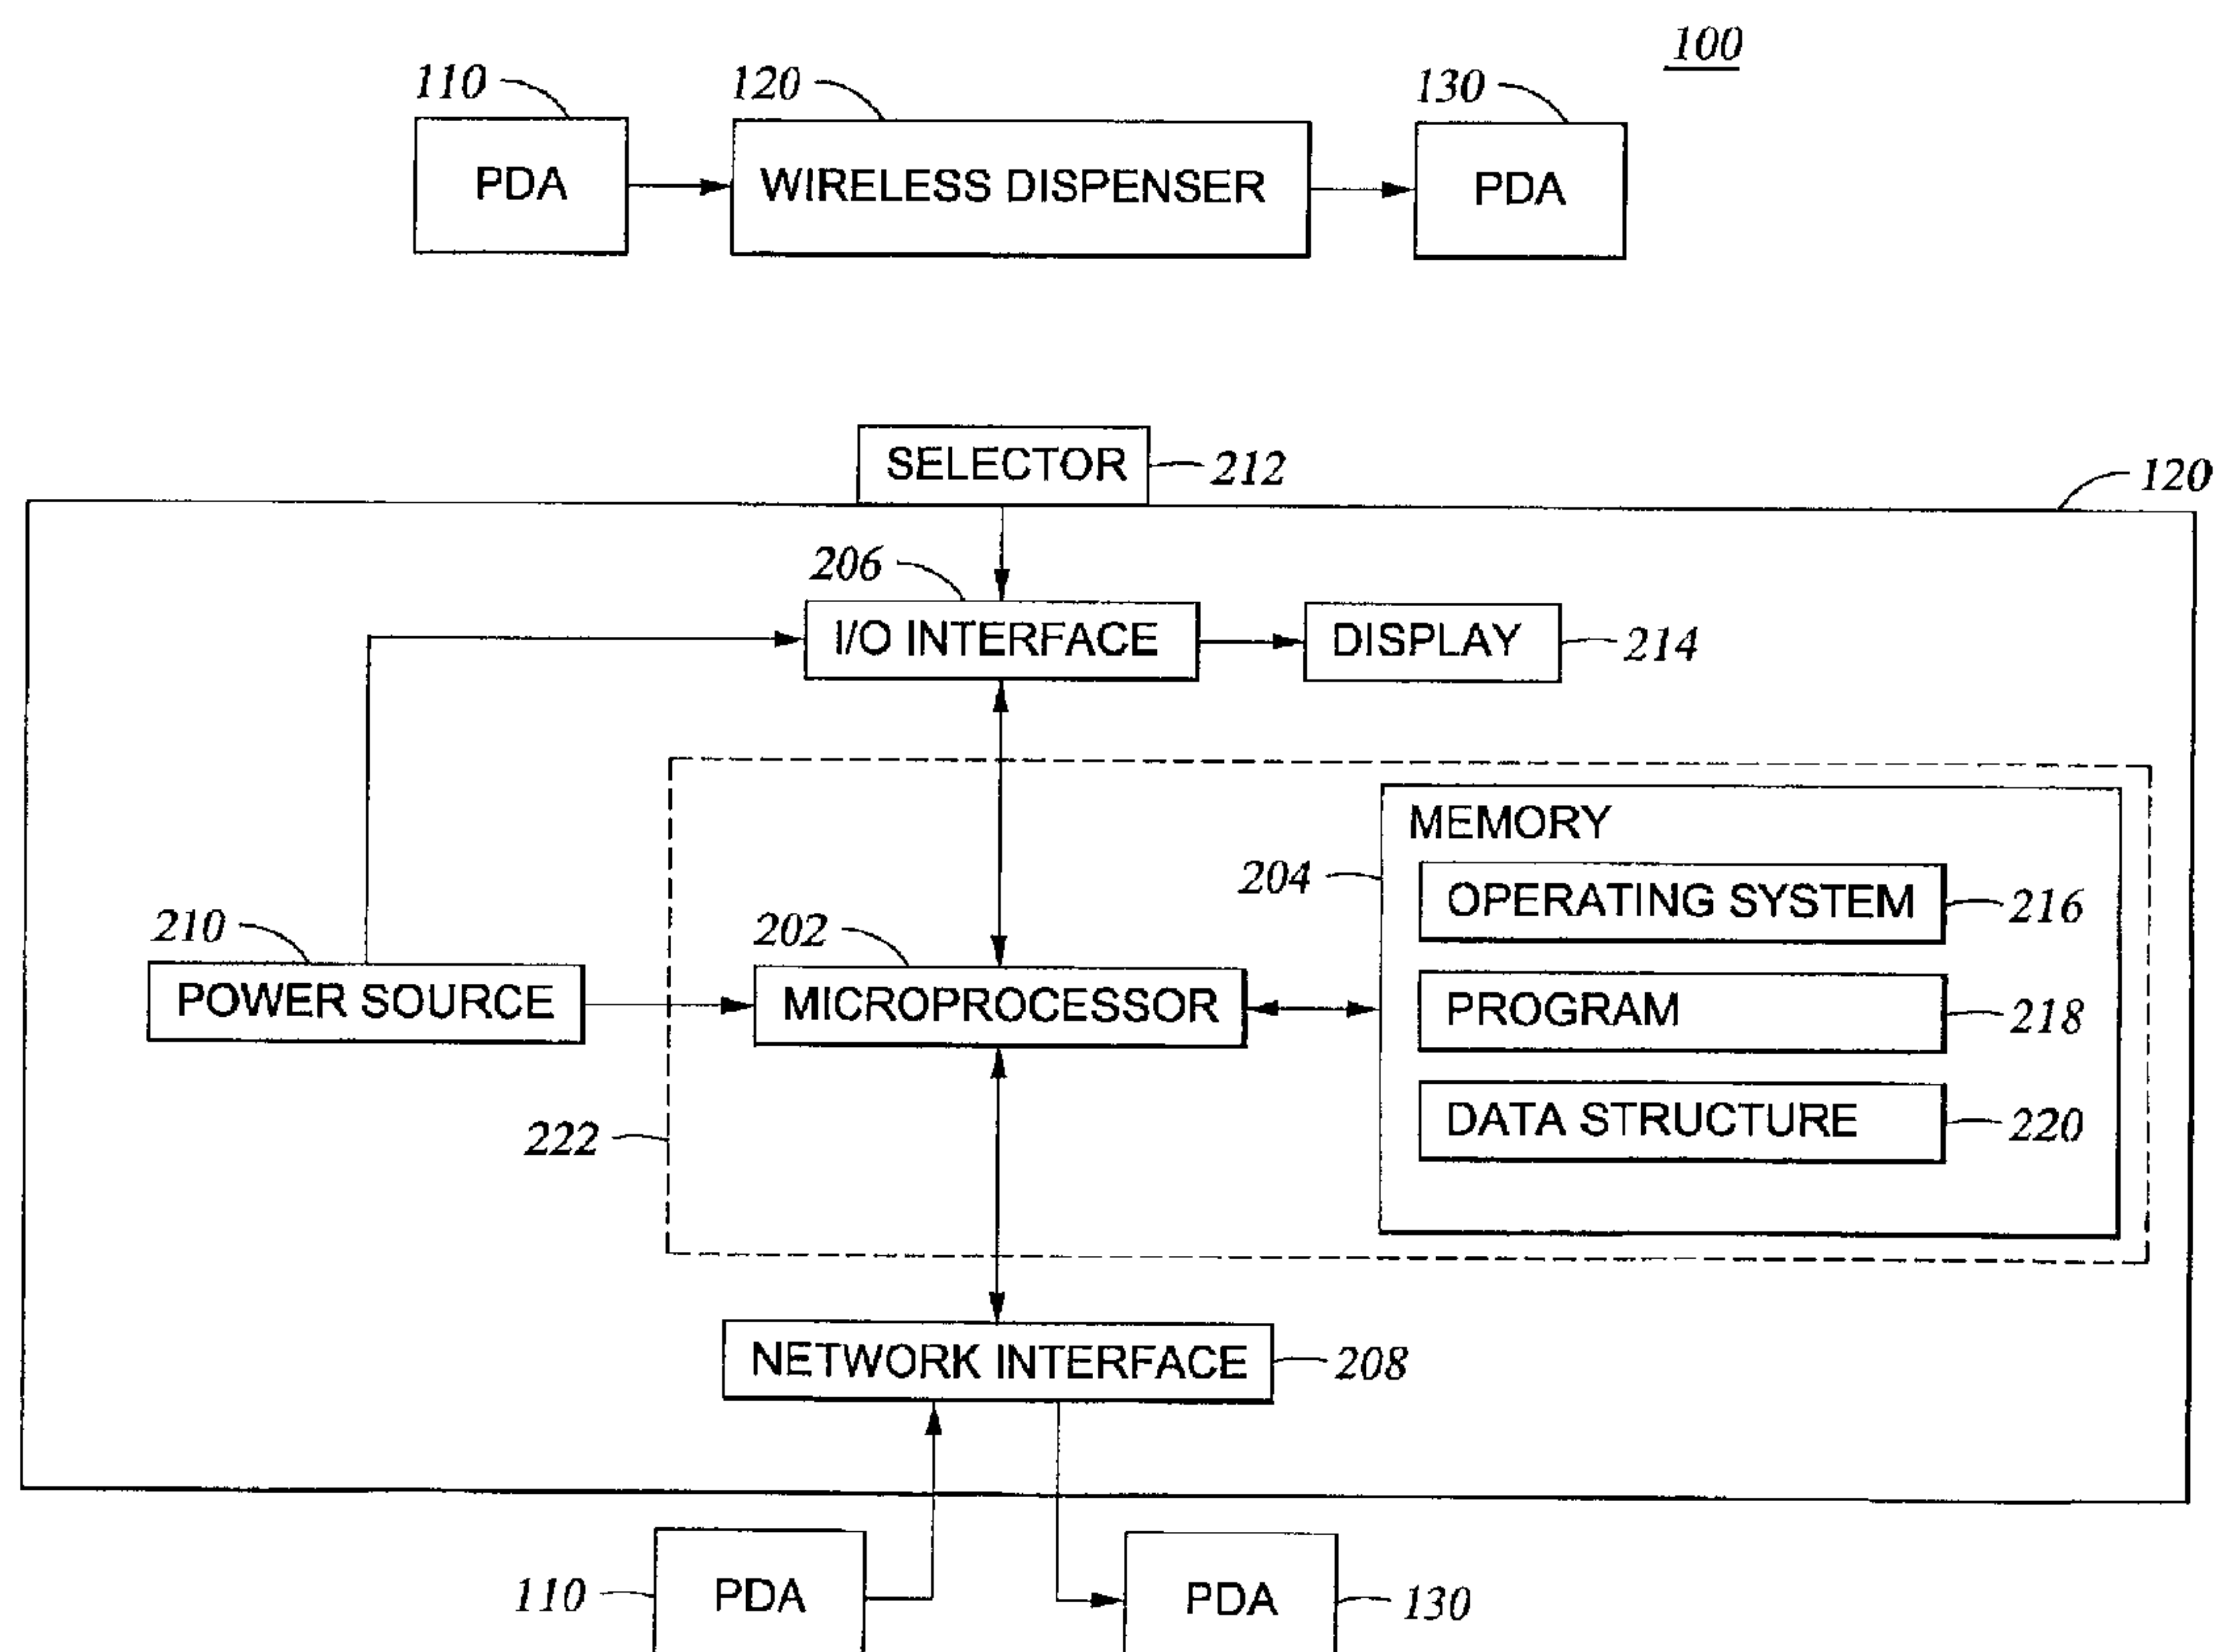 100
110
120
130
PDA
WIRELESS DISPENSER
PDA
SELECTOR
212
120
206
I/O INTERFACE
DISPLAY
214
MEMORY
204
OPERATING SYSTEM
216
210
202
POWER SOURCE
MICROPROCESSOR
PROGRAM
218
222
DATA STRUCTURE
220
NETWORK INTERFACE
208
110
PDA
PDA
130